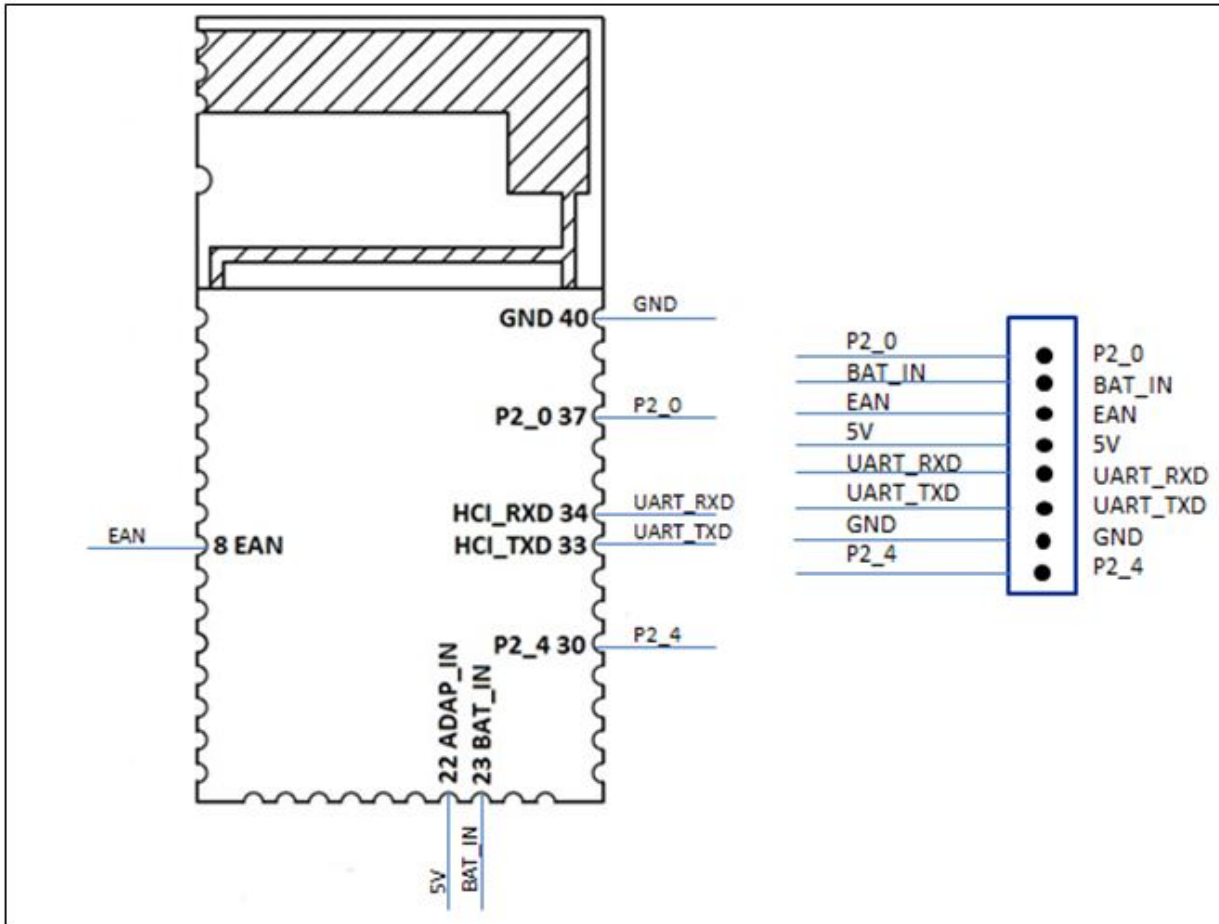 GND 40
GND
P2_0 37
P2_0
HCI_RXD 34
UART_RXD
HCI_TXD 33
UART_TXD
EAN
8 EAN
P2_4 30
P2_4
22 ADAP_IN
23 BAT_IN
5V
BAT_IN
P2_0
P2_0
BAT_IN
BAT_IN
EAN
EAN
5V
5V
UART_RXD
UART_RXD
UART_TXD
UART_TXD
GND
GND
P2_4
P2_4